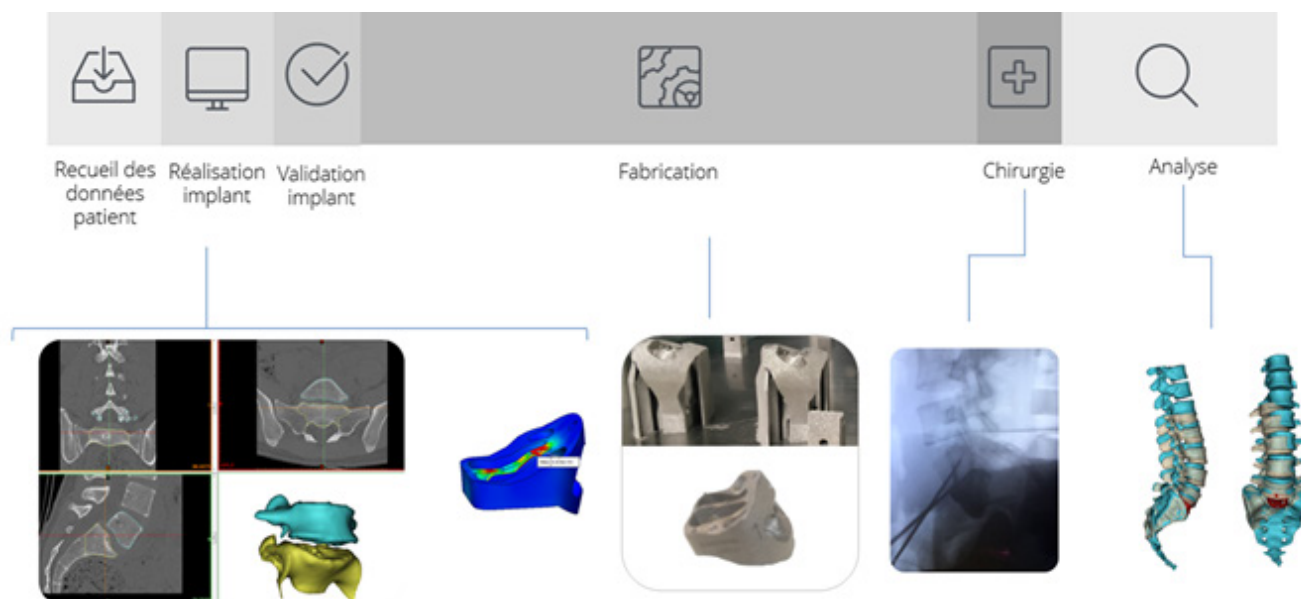 Recueil des
données
patient
Réalisation
implant
Validation
implant
Fabrication
Chirurgie
Analyse